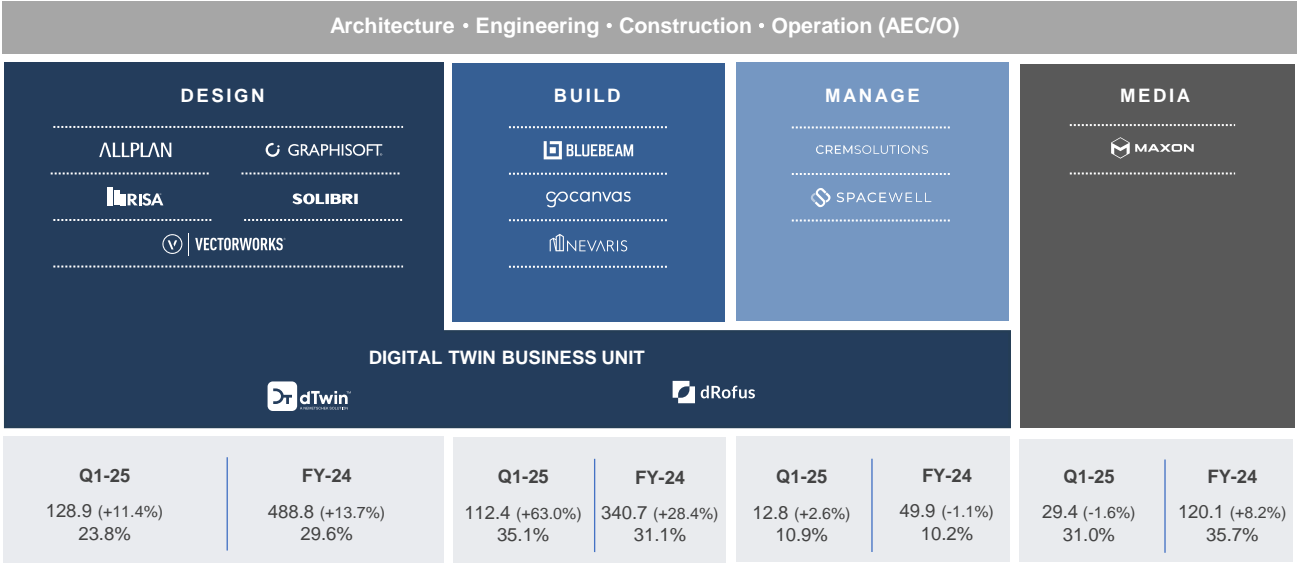 Architecture • Engineering • Construction • Operation (AEC/O)
DESIGN
ALLPLAN
GRAPHISOFT.
RISA
SOLIBRI
VECTORWORKS
BUILD
BLUEBEAM
gocanvas
NEVARIS
MANAGE
CREMSOLUTIONS
SPACEWELL
MEDIA
MAXON
DIGITAL TWIN BUSINESS UNIT
dTwin™
A NEMETSCHEK SOLUTION
dRofus
Q1-25
128.9 (+11.4%)
23.8%
FY-24
488.8 (+13.7%)
29.6%
Q1-25
112.4 (+63.0%)
35.1%
FY-24
340.7 (+28.4%)
31.1%
Q1-25
12.8 (+2.6%)
10.9%
FY-24
49.9 (-1.1%)
10.2%
Q1-25
29.4 (-1.6%)
31.0%
FY-24
120.1 (+8.2%)
35.7%